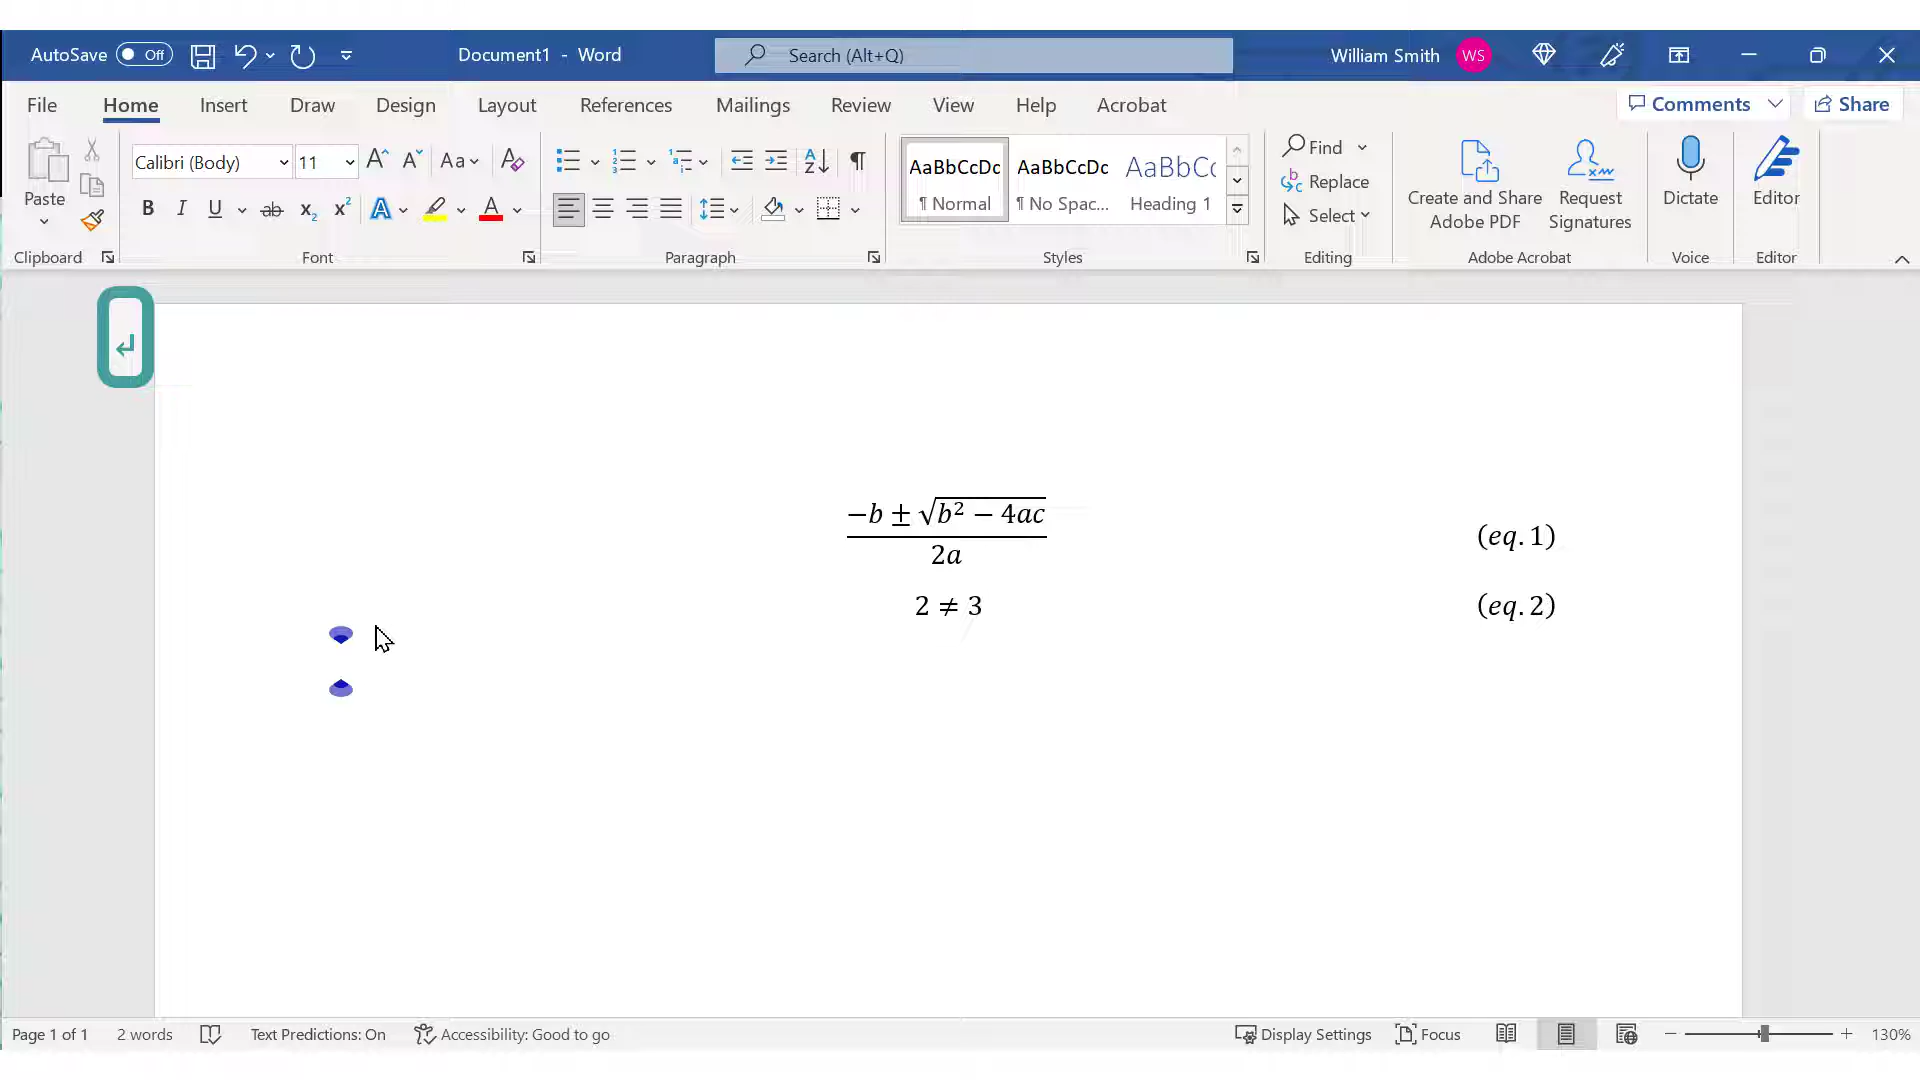 AutoSave Off Document1 - Word Search (Alt+Q) William Smith WS
File Home Insert Draw Design Layout References Mailings Review View Help Acrobat Comments Share
Paste
Clipboard
Calibri (Body) 11 A A Aa A
B I U ab x₂ x² A A
Font
A Z ¶
Paragraph
AaBbCcDc AaBbCcDc AaBbCc
¶ Normal ¶ No Spac... Heading 1
Styles
Find
Replace
Select
Editing
Create and Share Adobe PDF
Request Signatures
Adobe Acrobat
Dictate
Voice
Editor
Editor
(−b ± √(b² − 4ac))/2a (eq. 1)
2 ≠ 3 (eq. 2)
Page 1 of 1 2 words Text Predictions: On Accessibility: Good to go Display Settings Focus 130%